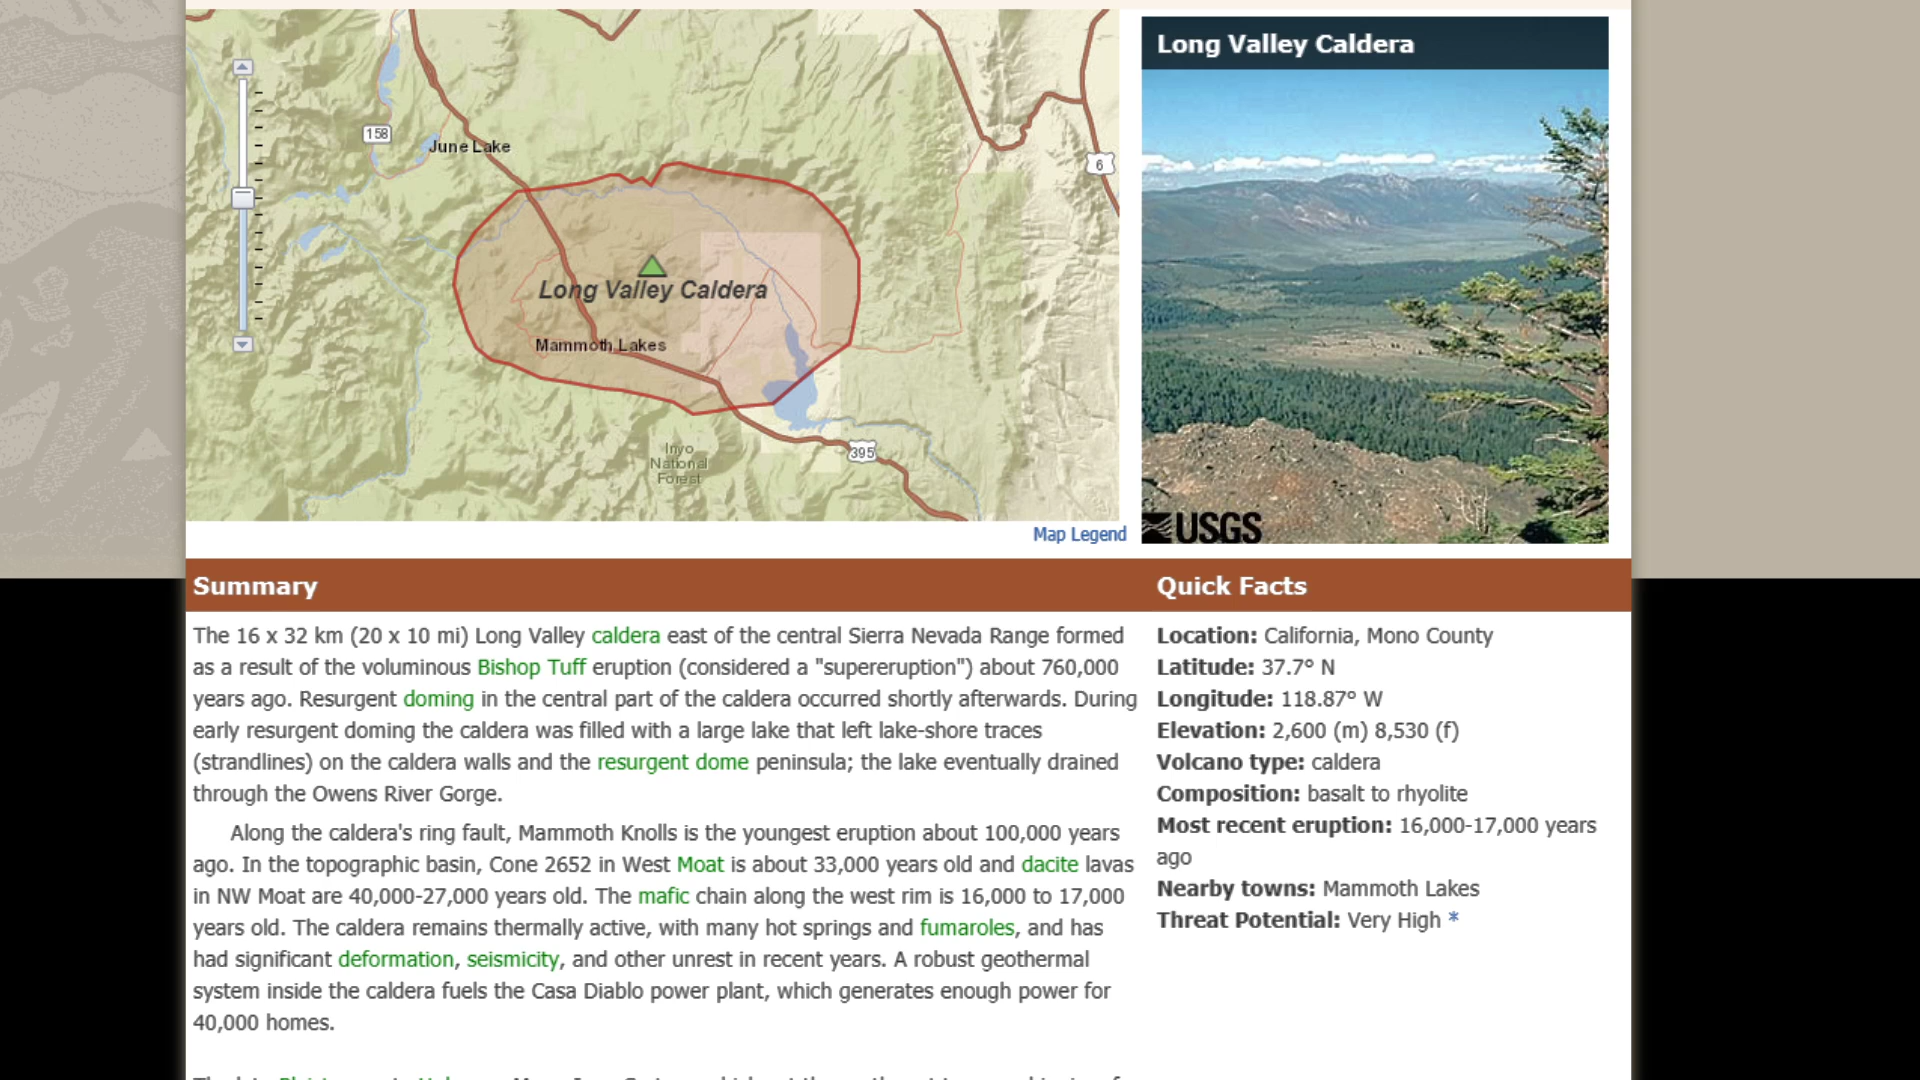 Long Valley Caldera
158
June Lake
6
Long Valley Caldera
Mammoth Lakes
Inyo
National
Forest
395
USGS
Map Legend
Summary
The 16 x 32 km (20 x 10 mi) Long Valley caldera east of the central Sierra Nevada Range formed
as a result of the voluminous Bishop Tuff eruption (considered a "supereruption") about 760,000
years ago. Resurgent doming in the central part of the caldera occurred shortly afterwards. During
early resurgent doming the caldera was filled with a large lake that left lake-shore traces
(strandlines) on the caldera walls and the resurgent dome peninsula; the lake eventually drained
through the Owens River Gorge.
Along the caldera's ring fault, Mammoth Knolls is the youngest eruption about 100,000 years
ago. In the topographic basin, Cone 2652 in West Moat is about 33,000 years old and dacite lavas
in NW Moat are 40,000-27,000 years old. The mafic chain along the west rim is 16,000 to 17,000
years old. The caldera remains thermally active, with many hot springs and fumaroles, and has
had significant deformation, seismicity, and other unrest in recent years. A robust geothermal
system inside the caldera fuels the Casa Diablo power plant, which generates enough power for
40,000 homes.
Quick Facts
Location: California, Mono County
Latitude: 37.7° N
Longitude: 118.87° W
Elevation: 2,600 (m) 8,530 (f)
Volcano type: caldera
Composition: basalt to rhyolite
Most recent eruption: 16,000-17,000 years
ago
Nearby towns: Mammoth Lakes
Threat Potential: Very High *